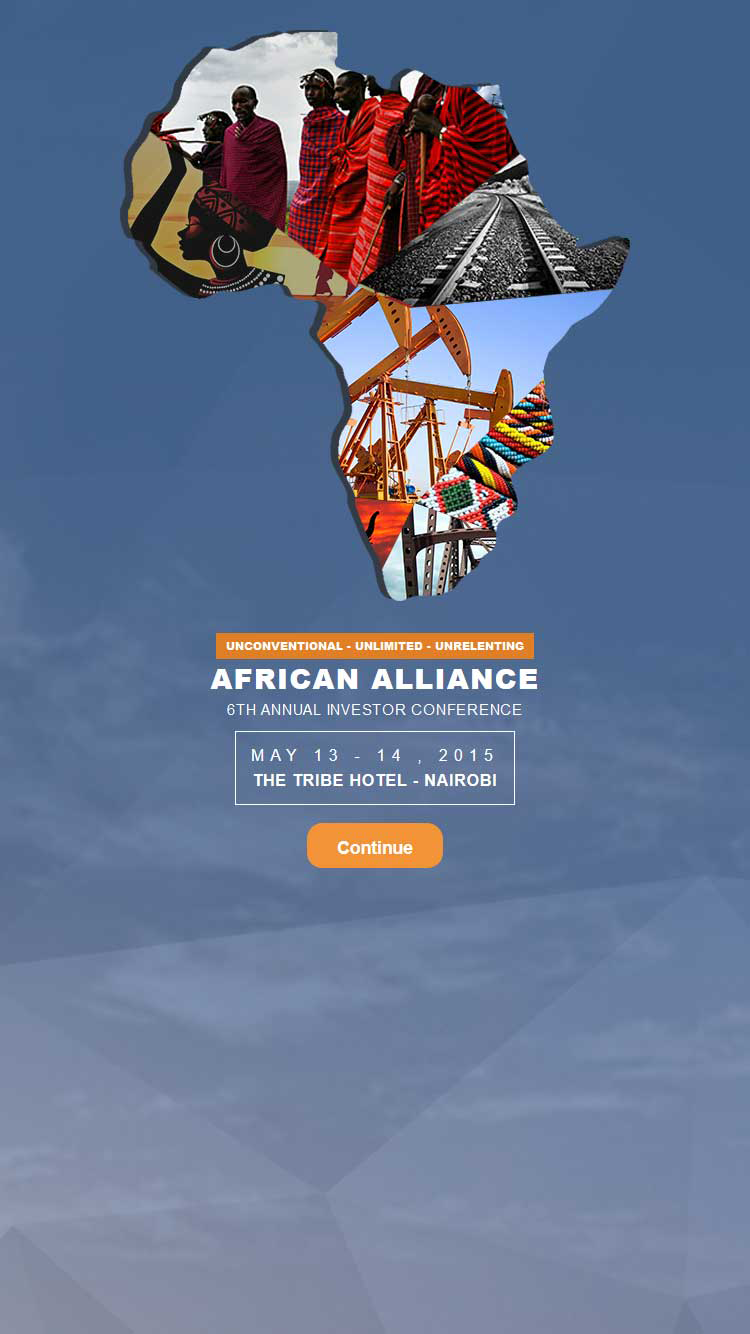 UNCONVENTIONAL - UNLIMITED - UNRELENTING
AFRICAN ALLIANCE
6TH ANNUAL INVESTOR CONFERENCE
MAY 13 - 14 , 2015
THE TRIBE HOTEL - NAIROBI
Continue